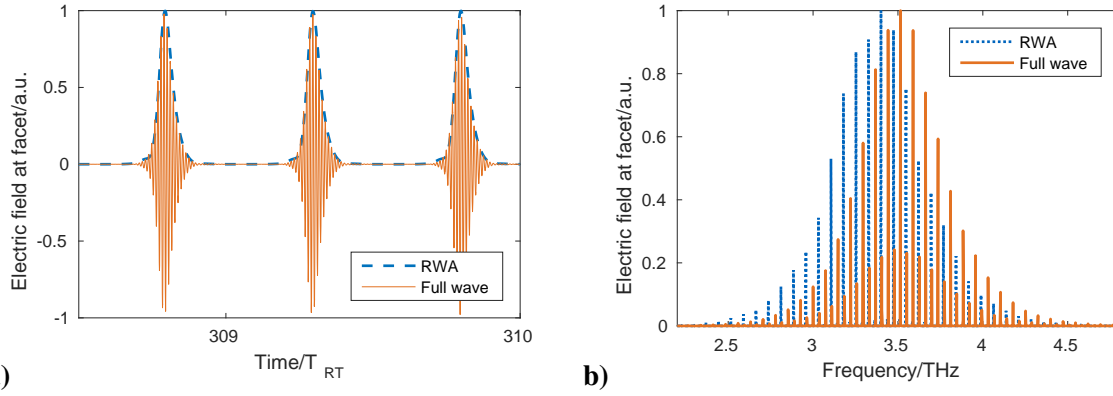 Electric field at facet/a.u.
1
0.5
0
-0.5
-1
309
310
Time/T RT
RWA
Full wave
)
Electric field at facet/a.u.
1
0.8
0.6
0.4
0.2
0
2.5
3
3.5
4
4.5
Frequency/THz
RWA
Full wave
b)